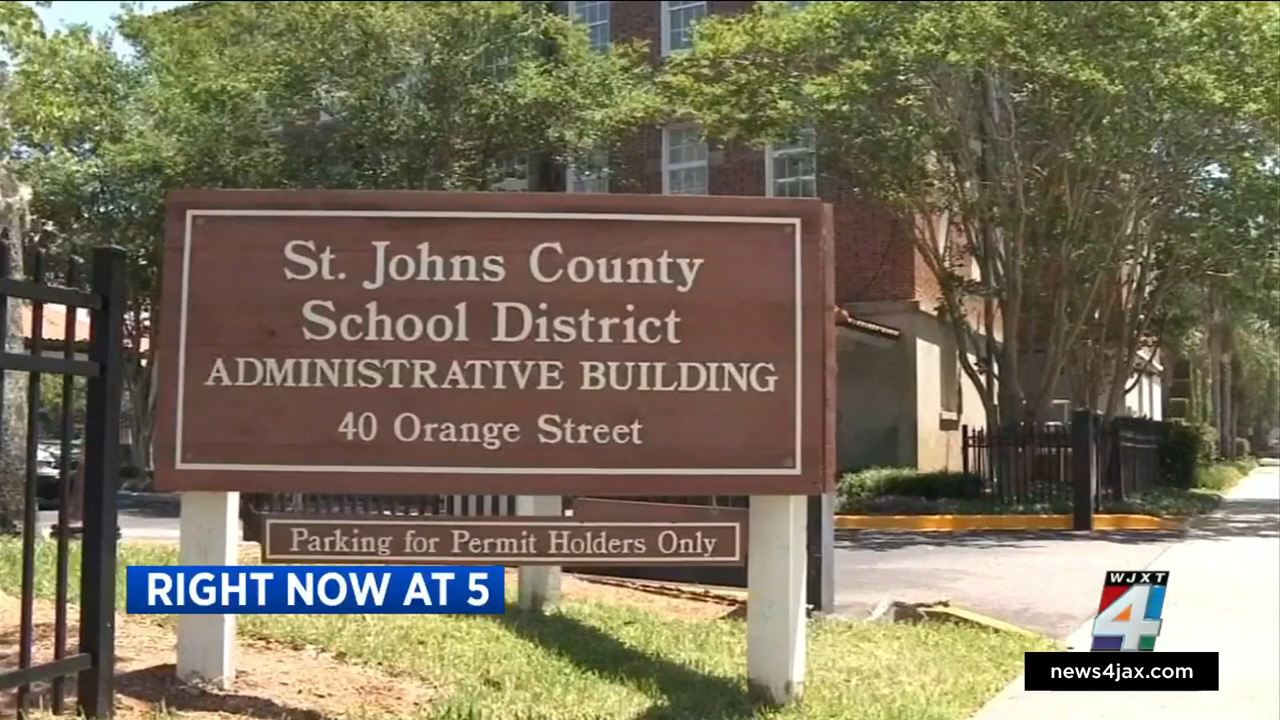 St. Johns County
School District
ADMINISTRATIVE BUILDING
40 Orange Street
Parking for Permit Holders Only
RIGHT NOW AT 5
WJXT
4
news4jax.com